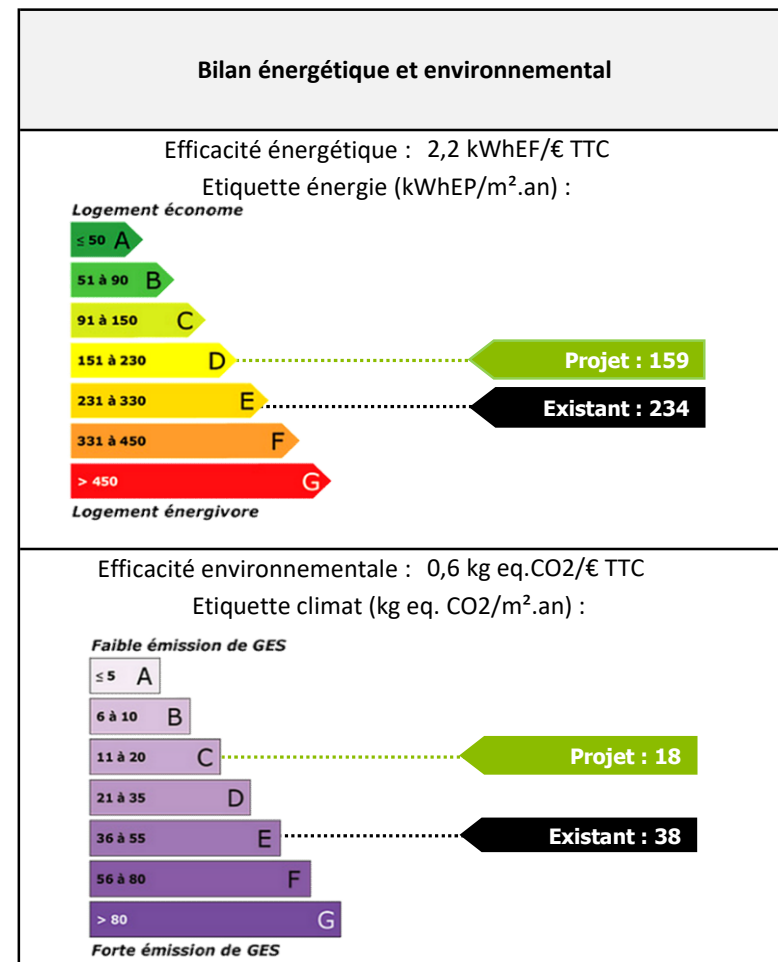 Bilan énergétique et environnemental
Efficacité énergétique : 2,2 kWhEF/€ TTC
Etiquette énergie (kWhEP/m².an) :
Logement économe
≤ 50 A
51 à 90 B
91 à 150 C
151 à 230 D Projet : 159
231 à 330 E Existant : 234
331 à 450 F
> 450 G
Logement énergivore
Efficacité environnementale : 0,6 kg eq.CO2/€ TTC
Etiquette climat (kg eq. CO2/m².an) :
Faible émission de GES
≤ 5 A
6 à 10 B
11 à 20 C Projet : 18
21 à 35 D
36 à 55 E Existant : 38
56 à 80 F
> 80 G
Forte émission de GES